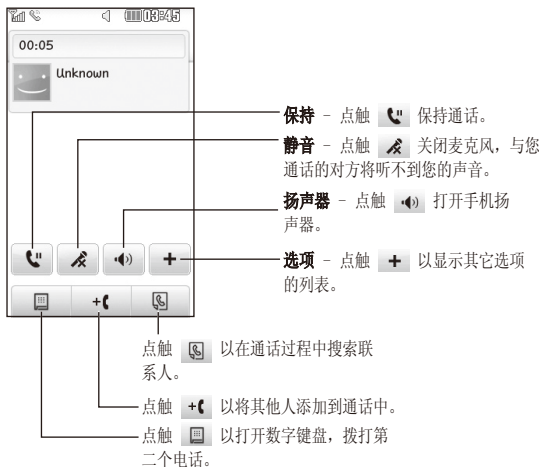 03:45
00:05
Unknown
保持 - 点触 保持通话。
静音 - 点触 关闭麦克风，与您
通话的对方将听不到您的声音。
扬声器 - 点触 打开手机扬
声器。
选项 - 点触 + 以显示其它选项
的列表。
点触 以在通话过程中搜索联
系人。
点触 以将其他人添加到通话中。
点触 以打开数字键盘，拨打第
二个电话。